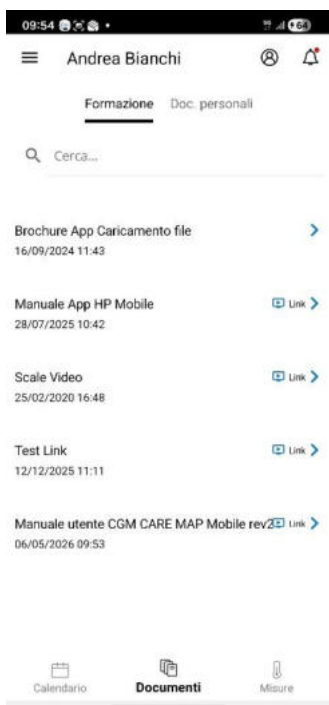 09:54
64
Andrea Bianchi
Formazione Doc. personali
Cerca...
Brochure App Caricamento file
16/09/2024 11:43
Manuale App HP Mobile Link
28/07/2025 10:42
Scale Video Link
25/02/2020 16:48
Test Link Link
12/12/2025 11:11
Manuale utente CGM CARE MAP Mobile rev2 Link
06/05/2026 09:53
Calendario Documenti Misure